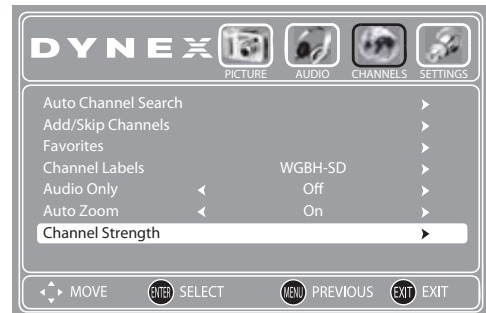 DYNEX
PICTURE AUDIO CHANNELS SETTINGS
Auto Channel Search
Add/Skip Channels
Favorites
Channel Labels WGBH-SD
Audio Only Off
Auto Zoom On
Channel Strength
MOVE ENTER SELECT MENU PREVIOUS EXIT EXIT